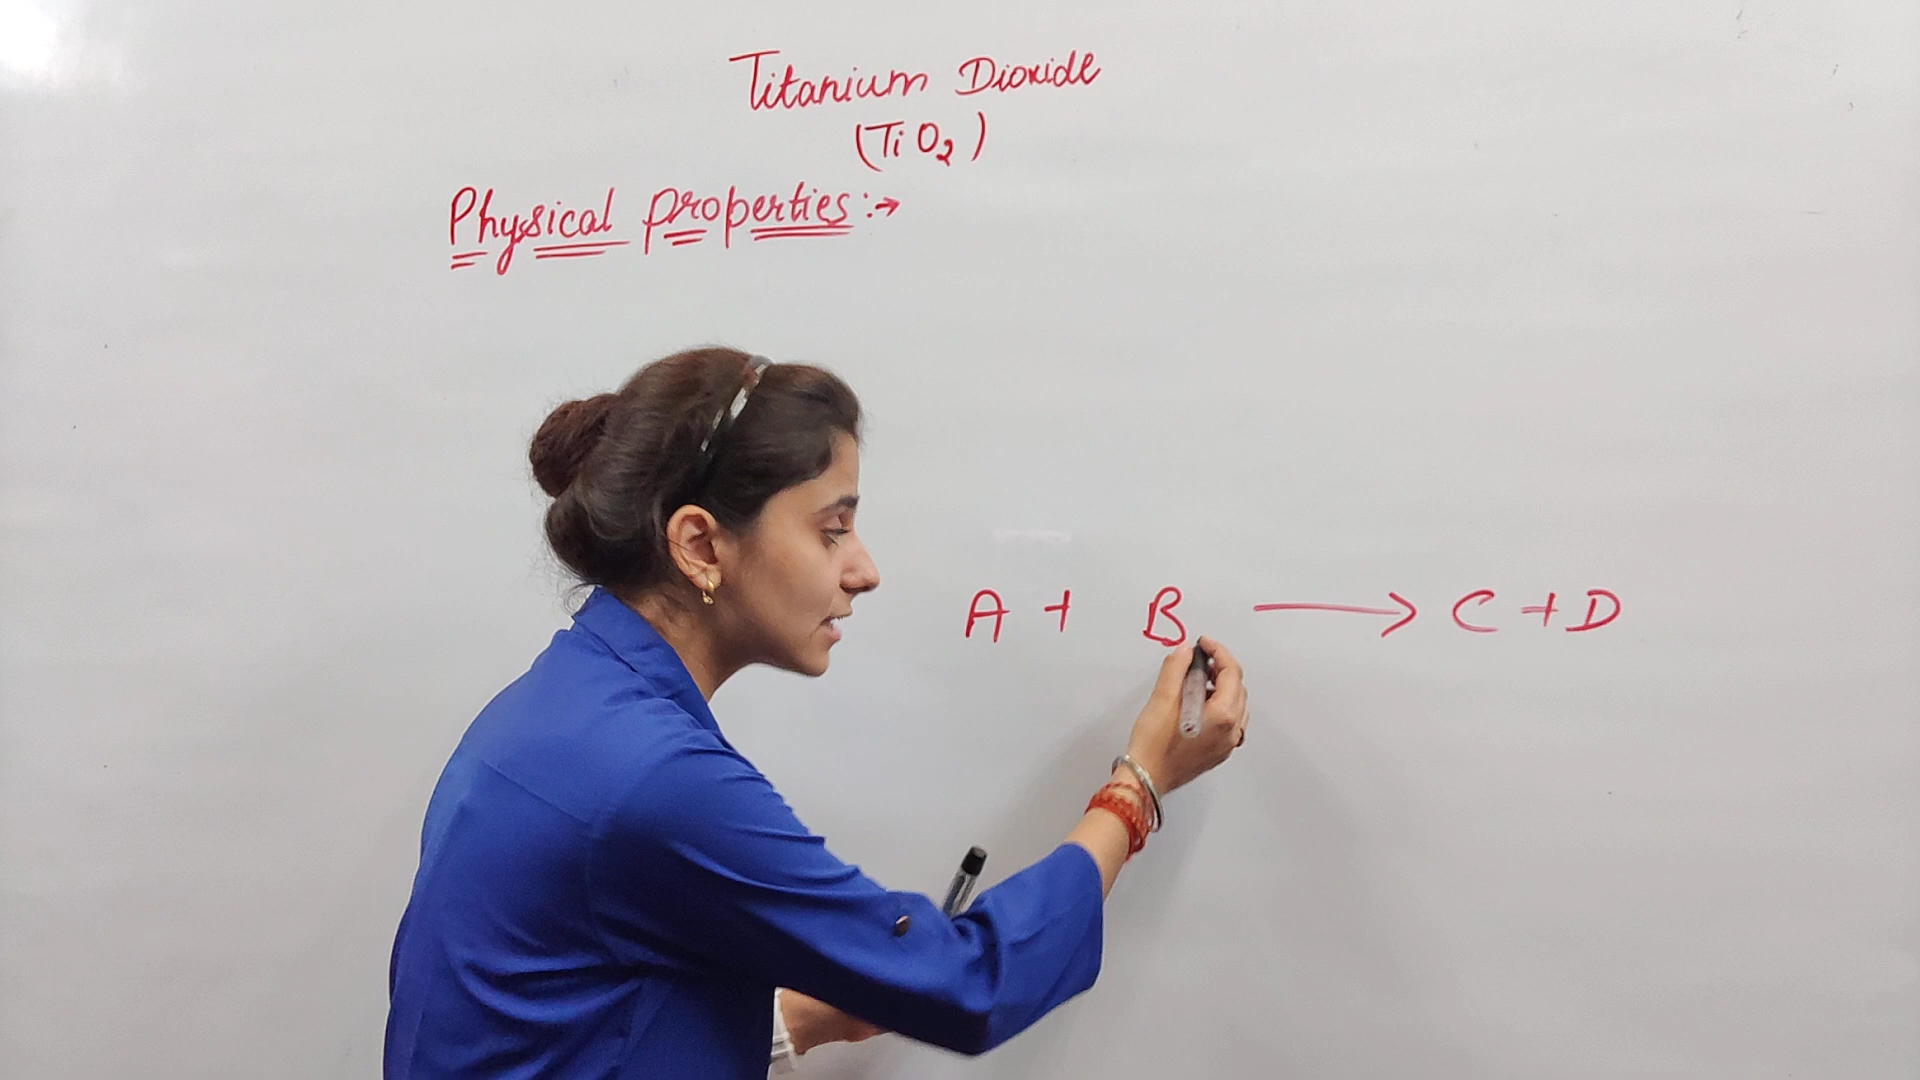 Titanium Dioxide
(TiO₂)
Physical properties :→
A + B ⟶ C + D